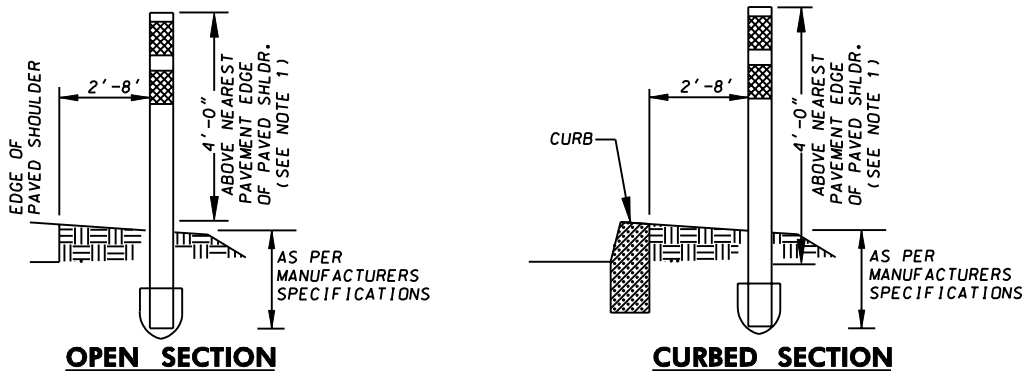 EDGE OF
PAVED SHOULDER
2'-8'
4'-0"
ABOVE NEAREST
PAVEMENT EDGE
OF PAVED SHLDR.
(SEE NOTE 1)
AS PER
MANUFACTURERS
SPECIFICATIONS
OPEN SECTION
CURB
2'-8'
4'-0"
ABOVE NEAREST
PAVEMENT EDGE
OF PAVED SHLDR.
(SEE NOTE 1)
AS PER
MANUFACTURERS
SPECIFICATIONS
CURBED SECTION